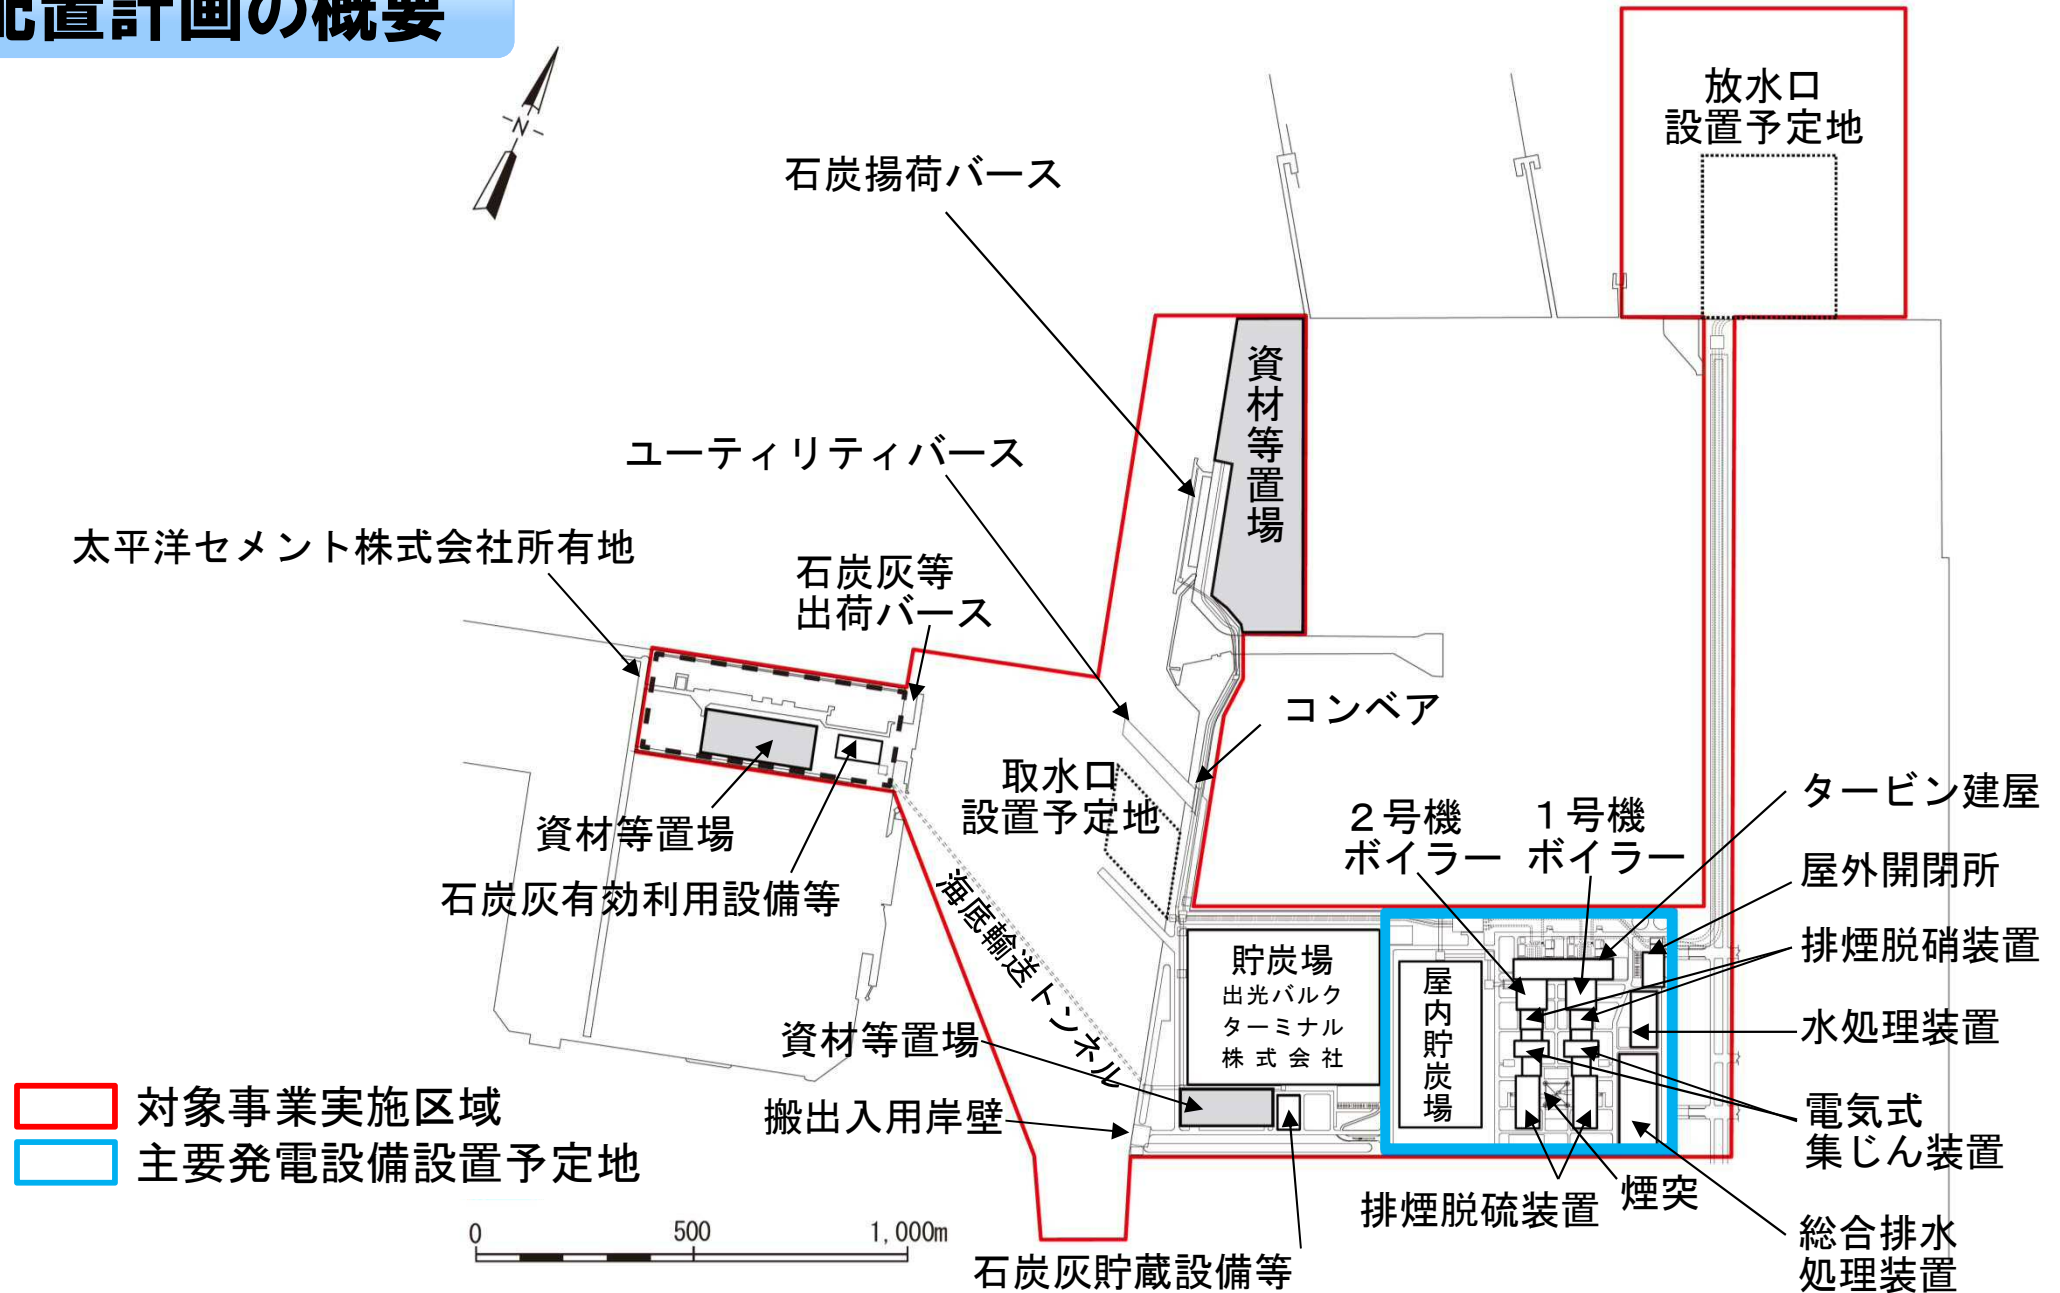 配置計画の概要
N
放水口
設置予定地
石炭揚荷バース
資材等置場
ユーティリティバース
太平洋セメント株式会社所有地
石炭灰等
出荷バース
コンベア
取水口
設置予定地
資材等置場
石炭灰有効利用設備等
海底輸送トンネル
2号機
ボイラー
1号機
ボイラー
タービン建屋
屋外開閉所
排煙脱硝装置
水処理装置
電気式
集じん装置
総合排水
処理装置
貯炭場
出光バルク
ターミナル
株式会社
屋内貯炭場
資材等置場
搬出入用岸壁
排煙脱硫装置
煙突
石炭灰貯蔵設備等
対象事業実施区域
主要発電設備設置予定地
0 500 1,000m